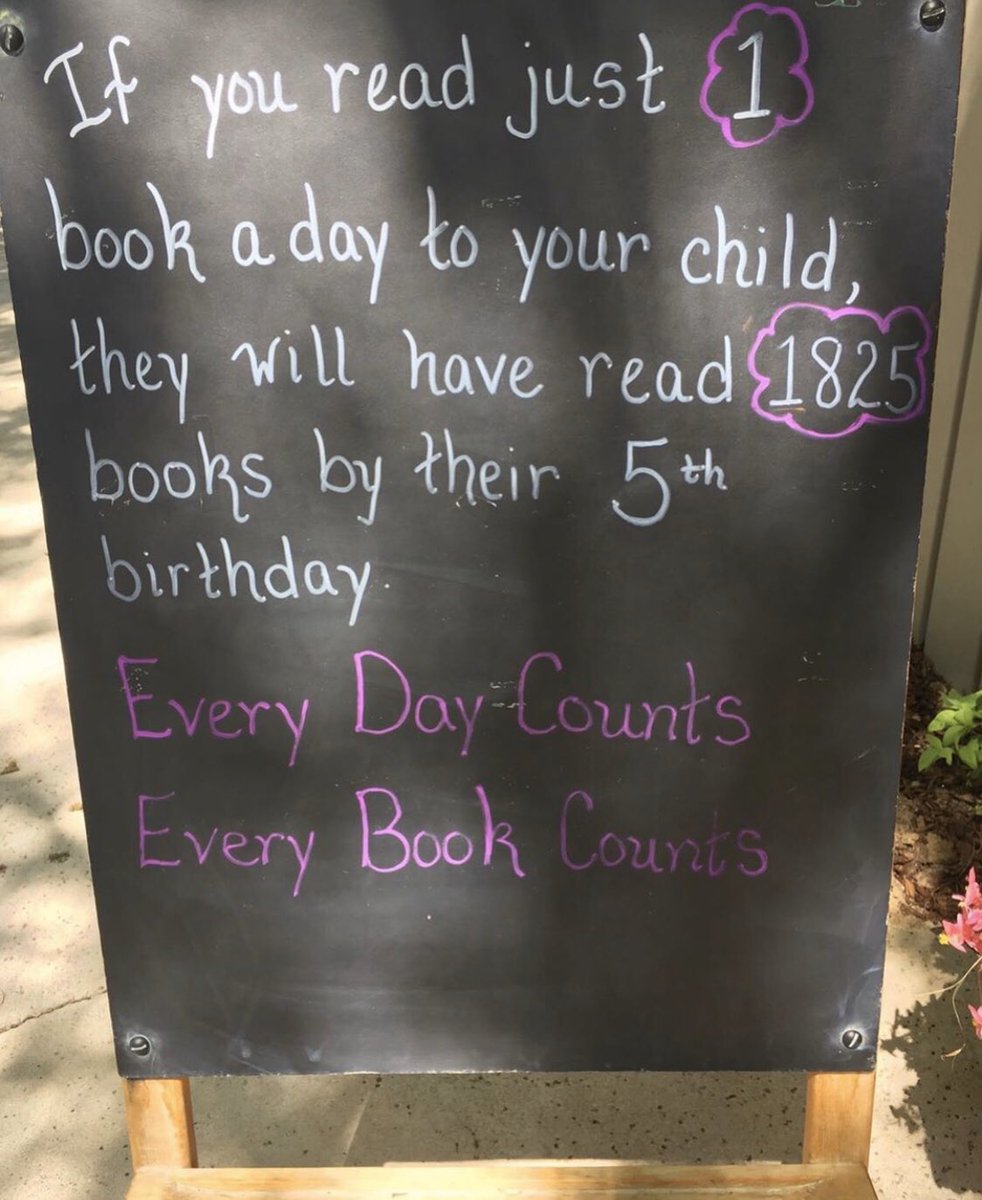 If you read just 1
book a day to your child,
they will have read 1825
books by their 5th
birthday.
Every Day Counts
Every Book Counts